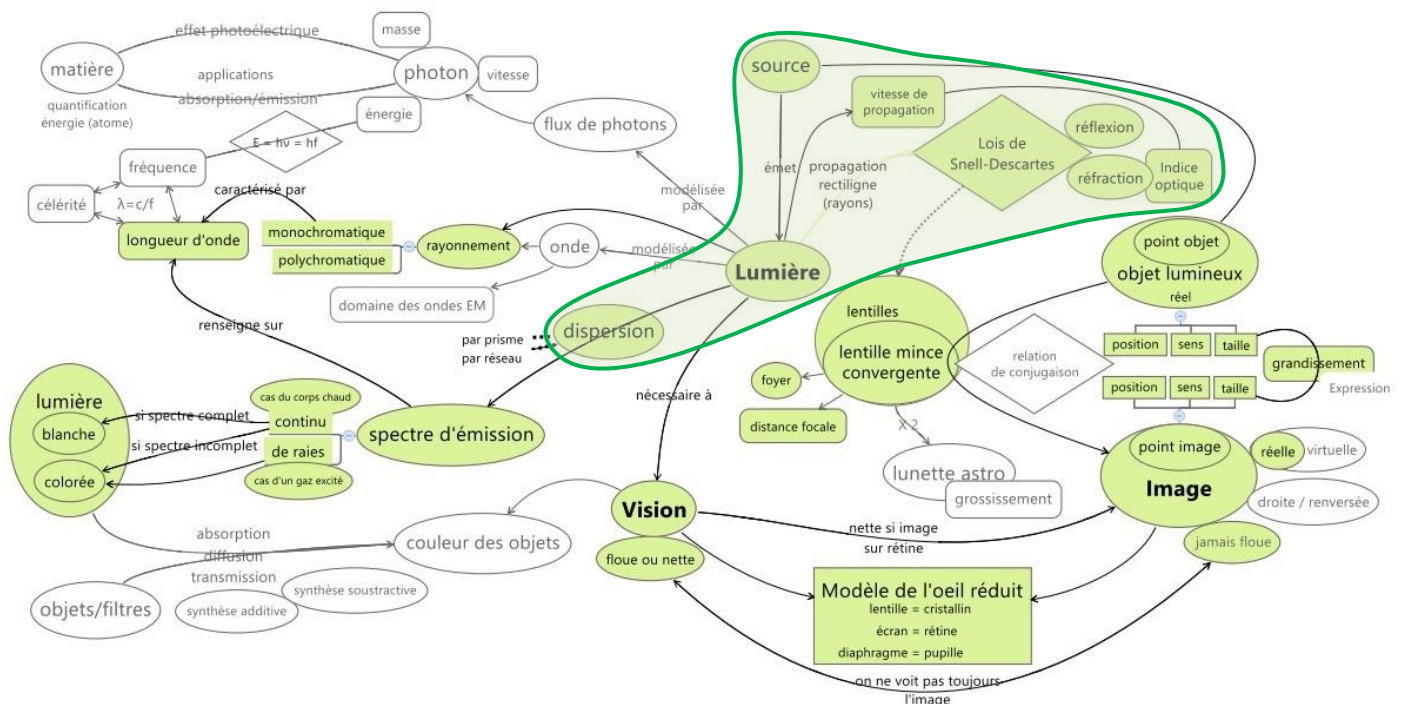 effet photoélectrique
matière
applications
absorption/émission
quantification
énergie (atome)
masse
photon
vitesse
énergie
E = hν = hf
flux de photons
fréquence
célérité
λ=c/f
longueur d'onde
caractérisé par
monochromatique
polychromatique
rayonnement
onde
domaine des ondes EM
modélisée
par
modélisée
par
source
émet
vitesse de
propagation
propagation
rectiligne
(rayons)
Lois de
Snell-Descartes
réflexion
réfraction
Indice
optique
Lumière
dispersion
par prisme
par réseau
renseigne sur
point objet
objet lumineux
réel
position
sens
taille
grandissement
Expression
position
sens
taille
relation
de conjugaison
lentilles
lentille mince
convergente
foyer
distance focale
X 2
lunette astro
grossissement
point image
Image
réelle
virtuelle
droite / renversée
jamais floue
lumière
blanche
colorée
si spectre complet
si spectre incomplet
cas du corps chaud
continu
de raies
cas d'un gaz excité
spectre d'émission
nécessaire à
Vision
floue ou nette
nette si image
sur rétine
absorption
diffusion
transmission
couleur des objets
objets/filtres
synthèse additive
synthèse soustractive
Modèle de l'oeil réduit
lentille = cristallin
écran = rétine
diaphragme = pupille
on ne voit pas toujours
l'image